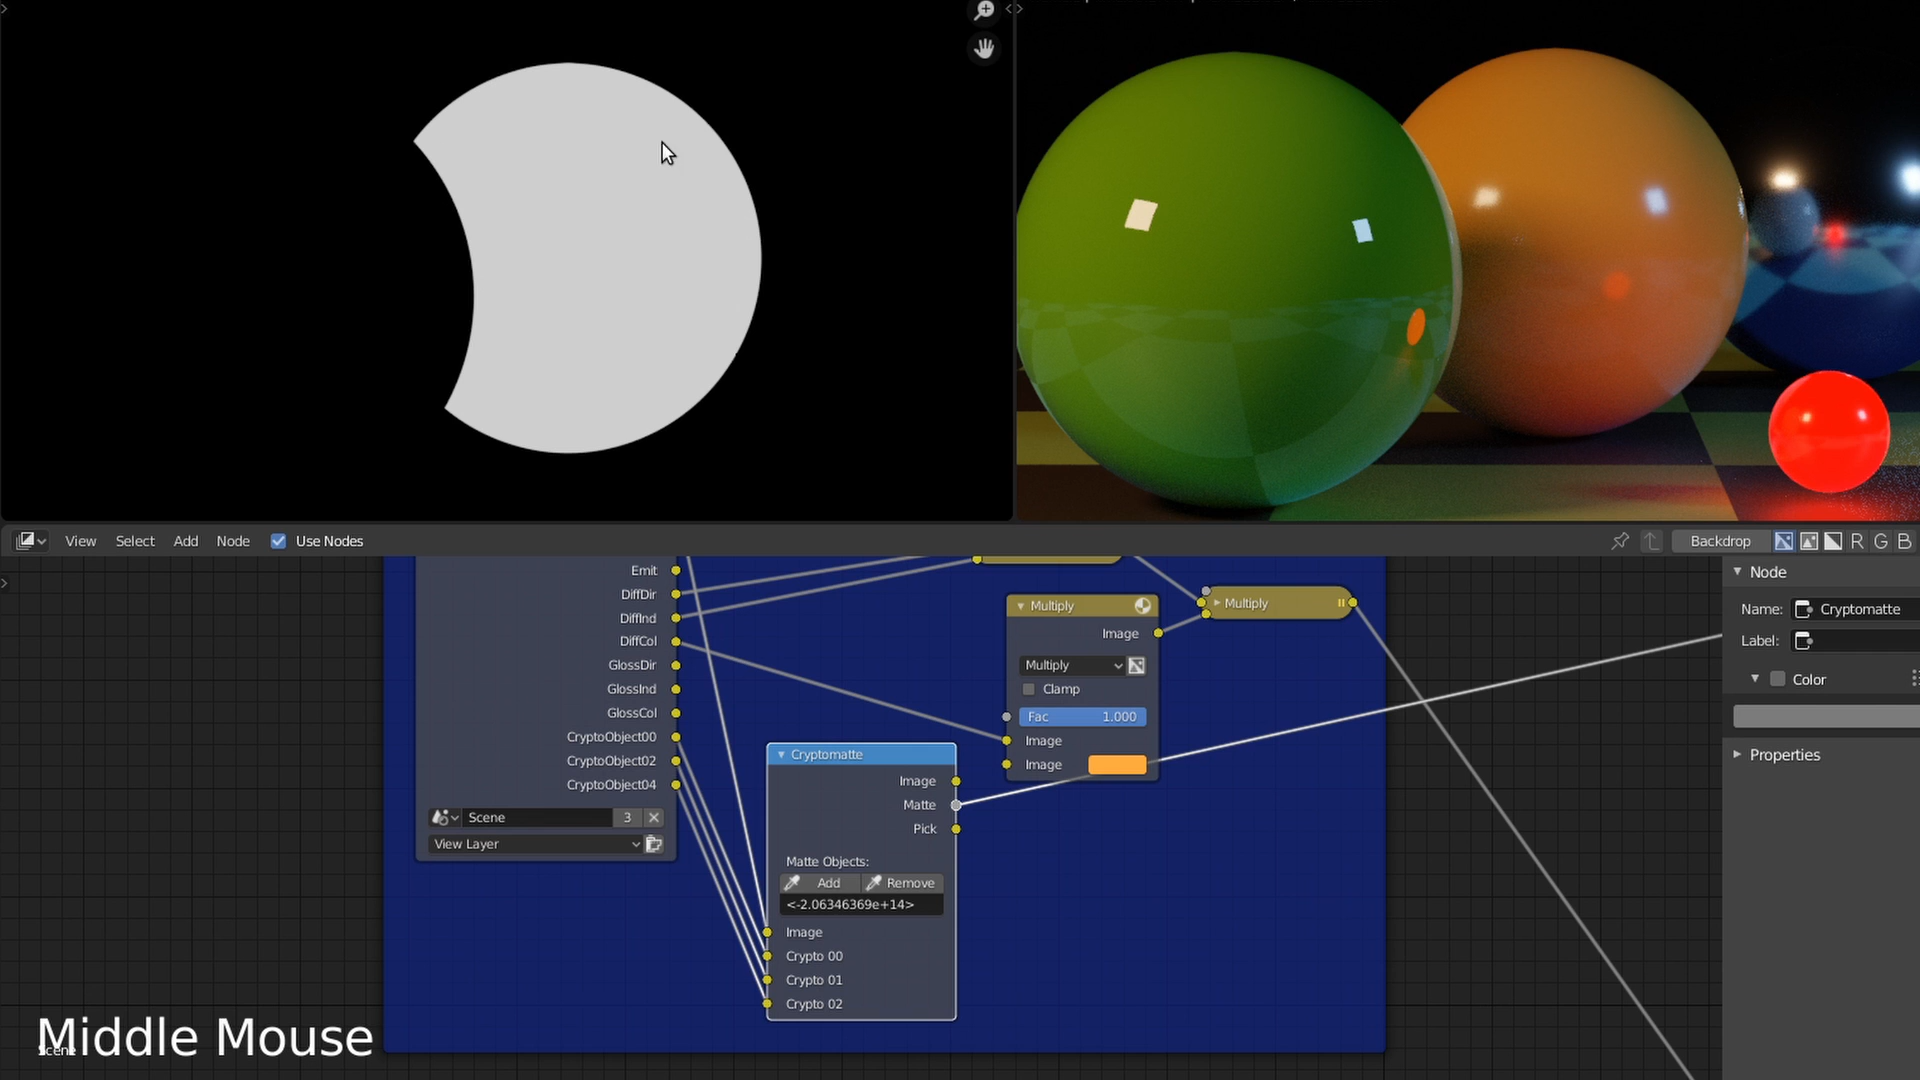 View Select Add Node Use Nodes Backdrop R G B
Emit
DiffDir
DiffInd
DiffCol
GlossDir
GlossInd
GlossCol
CryptoObject00
CryptoObject02
CryptoObject04
Scene 3
View Layer
Cryptomatte
Image
Matte
Pick
Matte Objects:
Add Remove
<-2.06346369e+14>
Image
Crypto 00
Crypto 01
Crypto 02
Multiply
Image
Multiply
Clamp
Fac 1.000
Image
Image
Multiply
Node
Name: Cryptomatte
Label:
Color
Properties
Middle Mouse
Scene